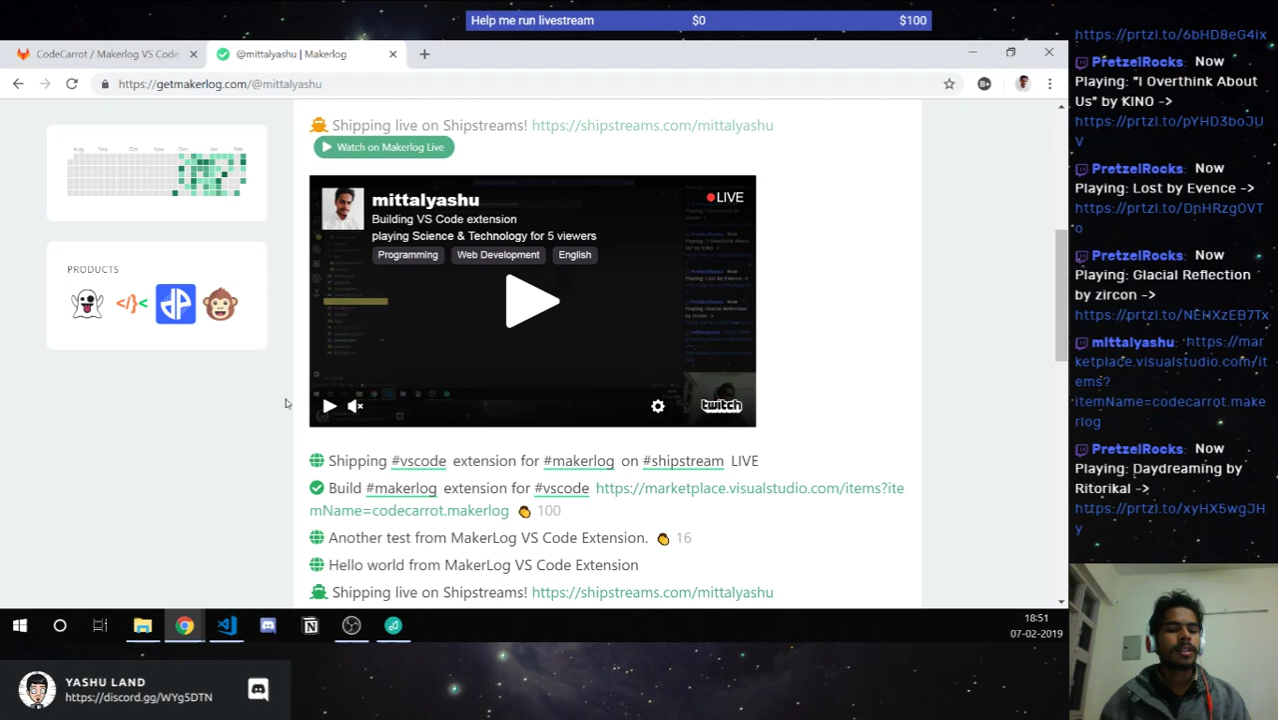 Help me run livestream $0 $100
CodeCarrot / Makerlog VS Code
@mittalyashu | Makerlog
https://getmakerlog.com/@mittalyashu
Aug Sep Oct Nov Dec Jan Feb
PRODUCTS
Shipping live on Shipstreams! https://shipstreams.com/mittalyashu
Watch on Makerlog Live
mittalyashu
LIVE
Building VS Code extension
playing Science & Technology for 5 viewers
Programming
Web Development
English
twitch
Shipping #vscode extension for #makerlog on #shipstream LIVE
Build #makerlog extension for #vscode https://marketplace.visualstudio.com/items?ite
mName=codecarrot.makerlog 100
Another test from MakerLog VS Code Extension. 16
Hello world from MakerLog VS Code Extension
Shipping live on Shipstreams! https://shipstreams.com/mittalyashu
18:51
07-02-2019
YASHU LAND
https://discord.gg/WYg5DTN
https://prtzl.to/6bHD8eG4ix
PretzelRocks: Now
Playing: "I Overthink About
Us" by KINO ->
https://prtzl.to/pYHD3boJU
V
PretzelRocks: Now
Playing: Lost by Evence ->
https://prtzl.to/DnHRzg0VT
o
PretzelRocks: Now
Playing: Glacial Reflection
by zircon ->
https://prtzl.to/NEHXzEB7Tx
mittalyashu: https://mar
ketplace.visualstudio.com/it
ems?
itemName=codecarrot.make
rlog
PretzelRocks: Now
Playing: Daydreaming by
Ritorikal ->
https://prtzl.to/xyHX5wgJH
y